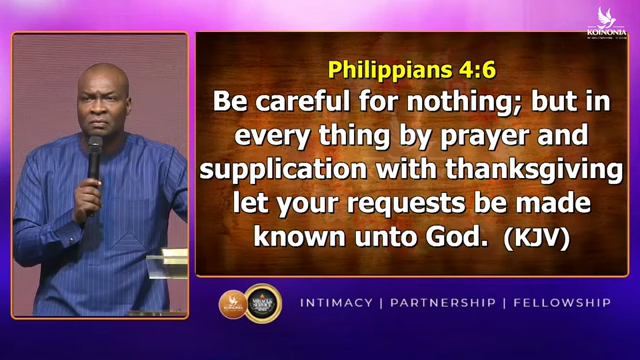 KOINONIA
Philippians 4:6
Be careful for nothing; but in
every thing by prayer and
supplication with thanksgiving
let your requests be made
known unto God. (KJV)
INTIMACY | PARTNERSHIP | FELLOWSHIP